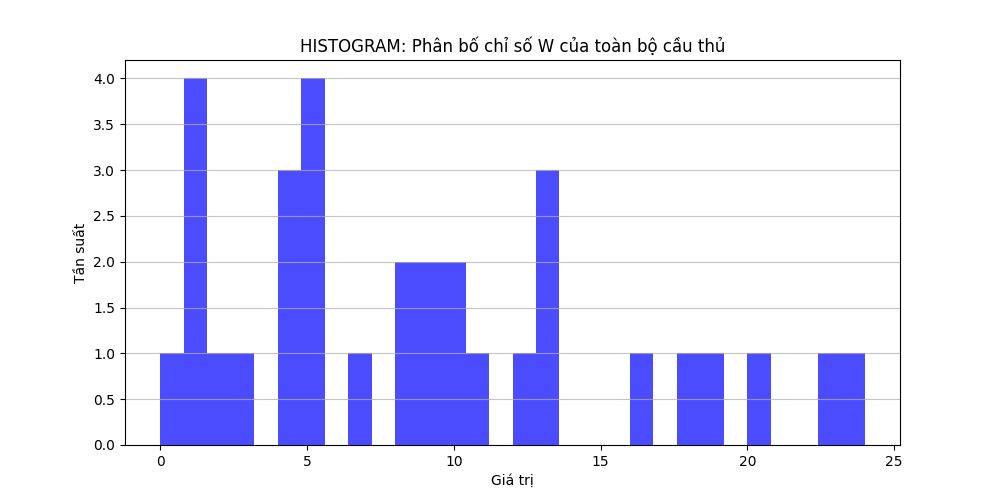 HISTOGRAM: Phân bố chỉ số W của toàn bộ cầu thủ
4.0
3.5
3.0
2.5
2.0
1.5
1.0
0.5
0.0
Tần suất
0 5 10 15 20 25
Giá trị